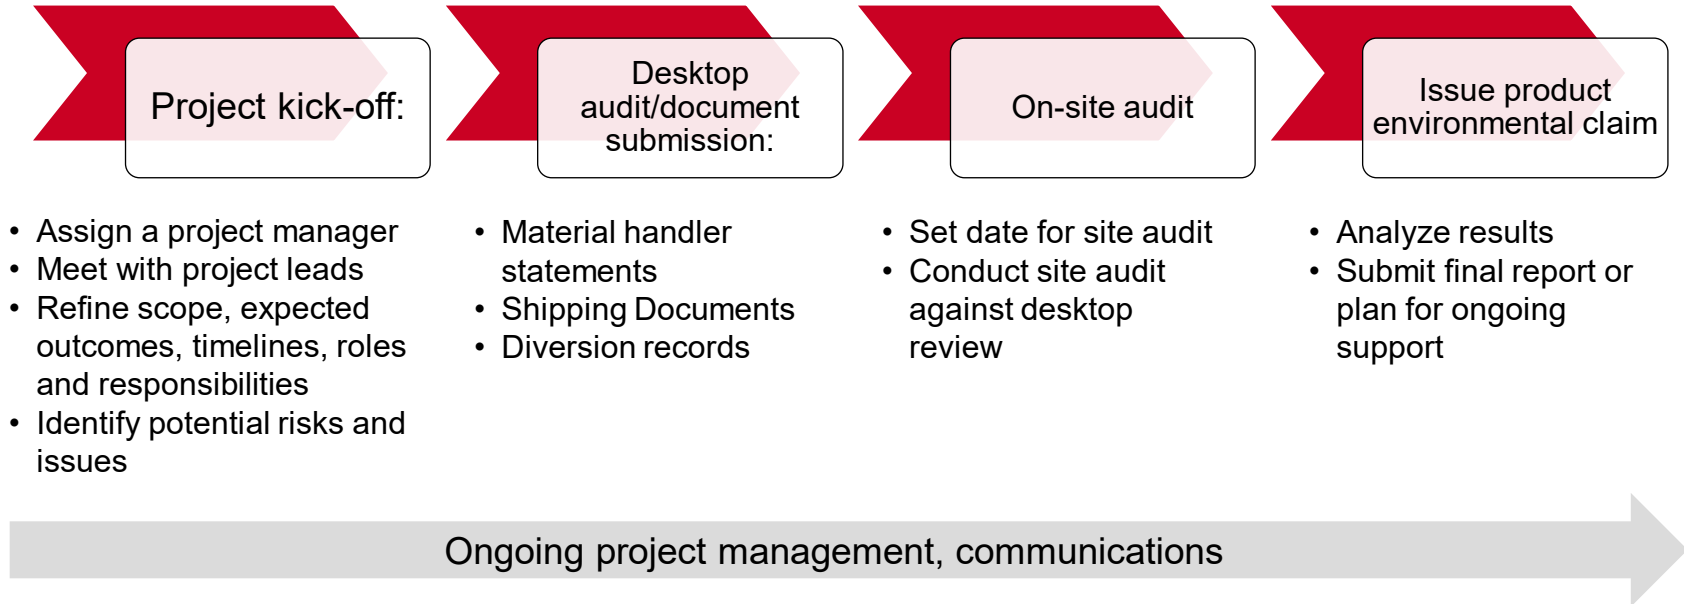 Project kick-off:
Desktop
audit/document
submission:
On-site audit
Issue product
environmental claim
• Assign a project manager
• Meet with project leads
• Refine scope, expected
outcomes, timelines, roles
and responsibilities
• Identify potential risks and
issues
• Material handler
statements
• Shipping Documents
• Diversion records
• Set date for site audit
• Conduct site audit
against desktop
review
• Analyze results
• Submit final report or
plan for ongoing
support
Ongoing project management, communications